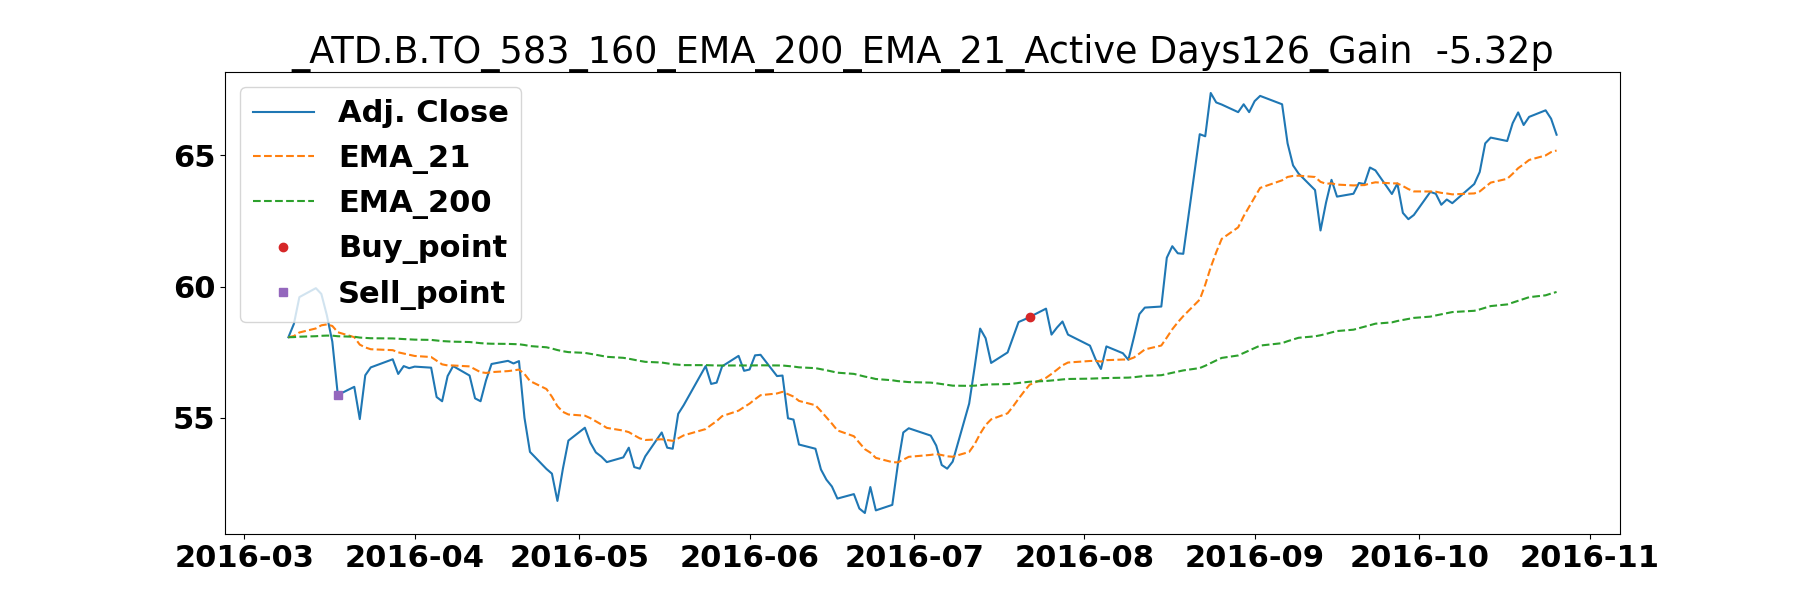 _ATD.B.TO_583_160_EMA_200_EMA_21_Active Days126_Gain  -5.32p
Adj. Close
EMA_21
EMA_200
Buy_point
Sell_point
65
60
55
2016-03 2016-04 2016-05 2016-06 2016-07 2016-08 2016-09 2016-10 2016-11